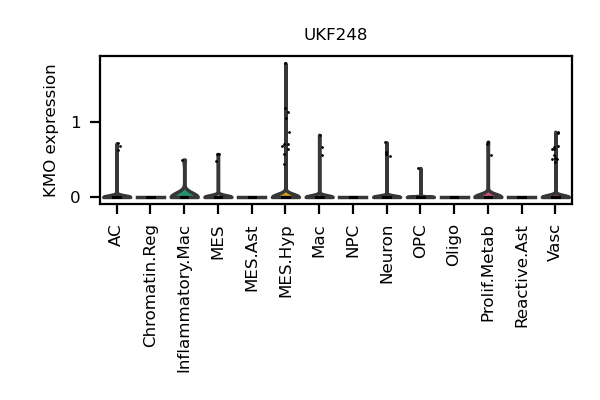 UKF248
KMO expression
1
0
AC
Chromatin.Reg
Inflammatory.Mac
MES
MES.Ast
MES.Hyp
Mac
NPC
Neuron
OPC
Oligo
Prolif.Metab
Reactive.Ast
Vasc